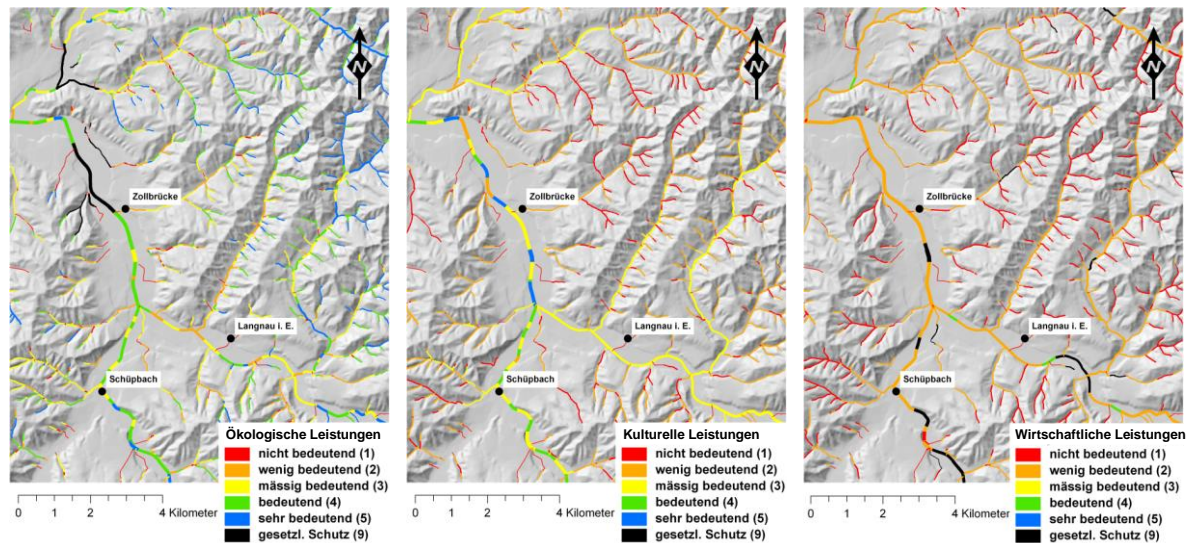 N
Zollbrücke
Langnau i. E.
Schüpbach
Ökologische Leistungen
nicht bedeutend (1)
wenig bedeutend (2)
mässig bedeutend (3)
bedeutend (4)
sehr bedeutend (5)
gesetzl. Schutz (9)
0 2 4 Kilometer
N
Zollbrücke
Langnau i. E.
Schüpbach
Kulturelle Leistungen
nicht bedeutend (1)
wenig bedeutend (2)
mässig bedeutend (3)
bedeutend (4)
sehr bedeutend (5)
gesetzl. Schutz (9)
0 2 4 Kilometer
N
Zollbrücke
Langnau i. E.
Schüpbach
Wirtschaftliche Leistungen
nicht bedeutend (1)
wenig bedeutend (2)
mässig bedeutend (3)
bedeutend (4)
sehr bedeutend (5)
gesetzl. Schutz (9)
0 2 4 Kilometer